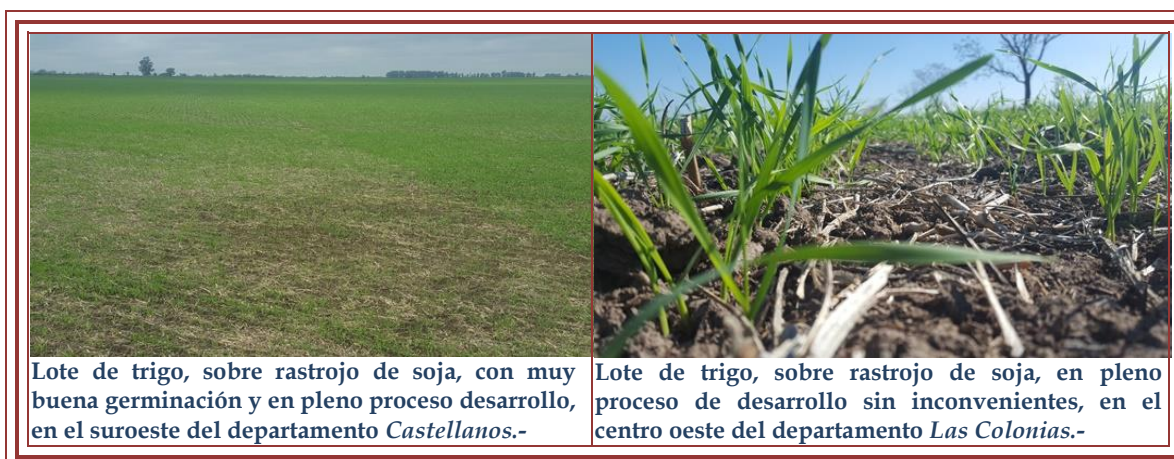 Lote de trigo, sobre rastrojo de soja, con muy
buena germinación y en pleno proceso desarrollo,
en el suroeste del departamento Castellanos.-
Lote de trigo, sobre rastrojo de soja, en pleno
proceso de desarrollo sin inconvenientes, en el
centro oeste del departamento Las Colonias.-